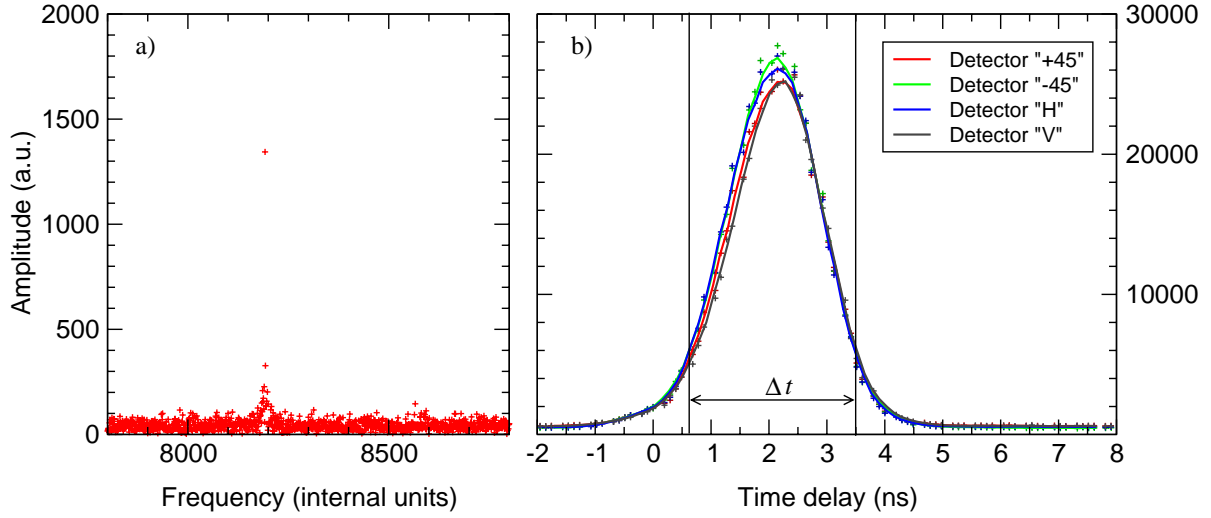 a)
2000
1500
1000
500
0
Amplitude (a.u.)
8000 8500
Frequency (internal units)
b)
Detector "+45"
Detector "-45"
Detector "H"
Detector "V"
30000
20000
10000
Δt
-2 -1 0 1 2 3 4 5 6 7 8
Time delay (ns)